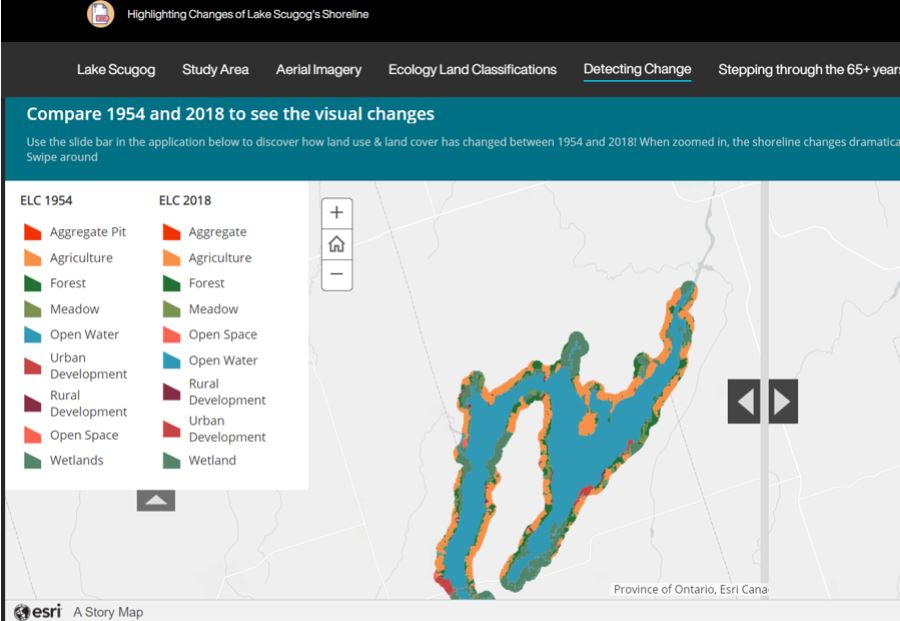 Highlighting Changes of Lake Scugog's Shoreline
Lake Scugog Study Area Aerial Imagery Ecology Land Classifications Detecting Change Stepping through the 65+ years
Compare 1954 and 2018 to see the visual changes
Use the slide bar in the application below to discover how land use & land cover has changed between 1954 and 2018! When zoomed in, the shoreline changes dramatica
Swipe around
ELC 1954
Aggregate Pit
Agriculture
Forest
Meadow
Open Water
Urban
Development
Rural
Development
Open Space
Wetlands
ELC 2018
Aggregate
Agriculture
Forest
Meadow
Open Space
Open Water
Rural
Development
Urban
Development
Wetland
+
−
Province of Ontario, Esri Cana
esri A Story Map